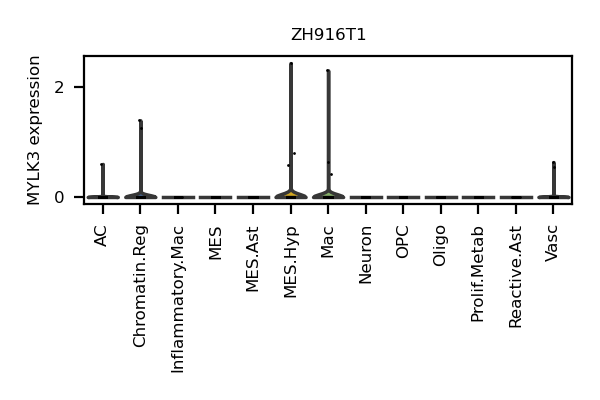 ZH916T1
MYLK3 expression
2
0
AC
Chromatin.Reg
Inflammatory.Mac
MES
MES.Ast
MES.Hyp
Mac
Neuron
OPC
Oligo
Prolif.Metab
Reactive.Ast
Vasc